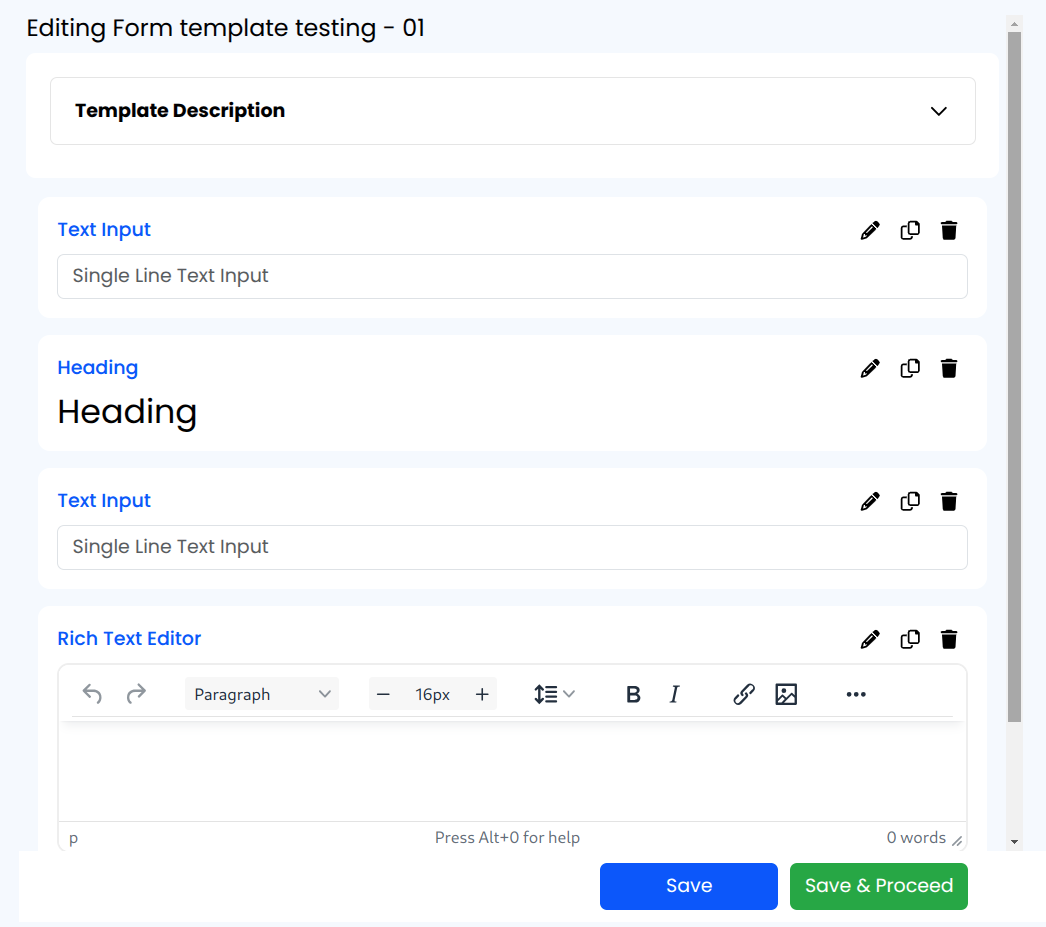 Editing Form template testing - 01
Template Description
Text Input
Single Line Text Input
Heading
Heading
Text Input
Single Line Text Input
Rich Text Editor
Paragraph 16px B I
p Press Alt+0 for help 0 words
Save Save & Proceed